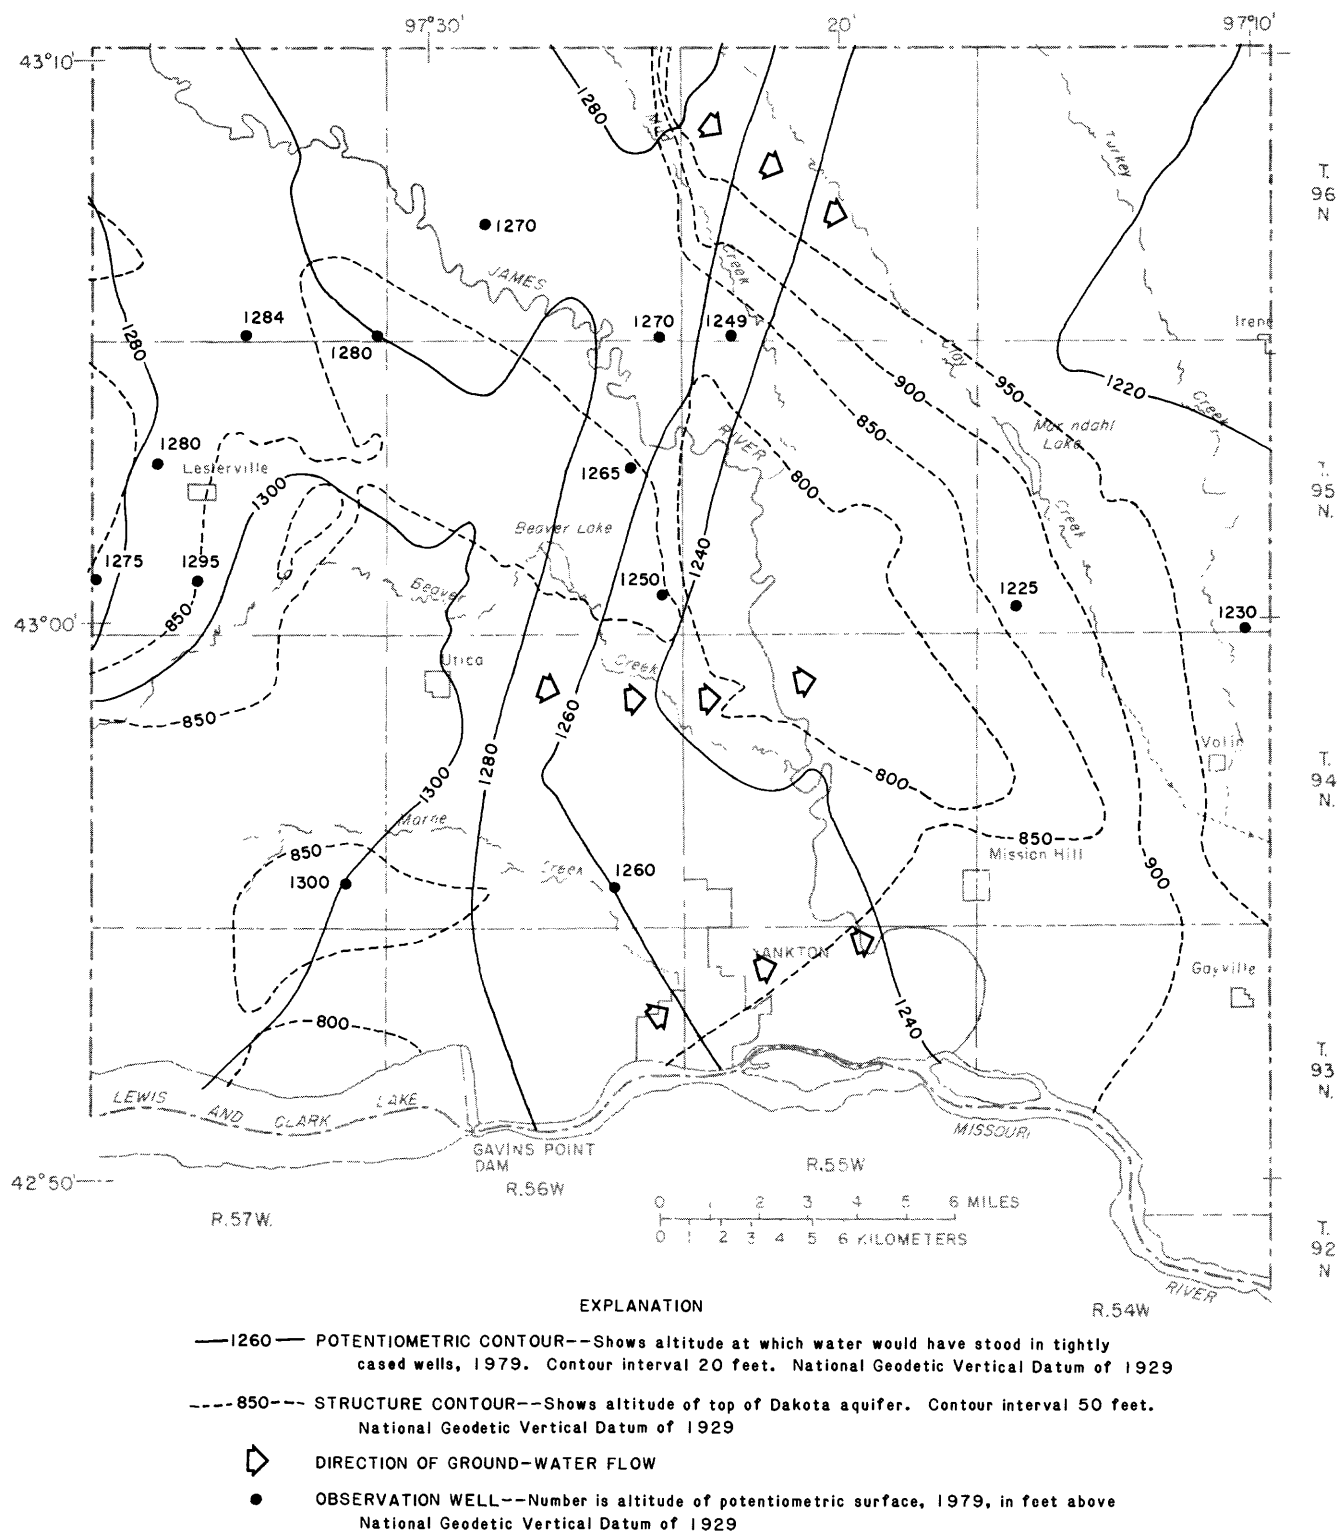 97°30'
20'
97°10'
43°10'
T.
96
N
1280
Turkey
1270
JAMES
Creek
1284
1280
1280
1270
1249
Irene
Clay
900
950
1220
Creek
850
Lake
RIVER
1280
Lesterville
1300
1265
800
T.
95
N.
Beaver Lake
Creek
1275
1295
1250
1240
1225
Beaver
1230
43°00'
850
Utica
Creek
850
1260
1280
Volin
T.
94
N.
1300
800
Marne
850
850
Mission Hill
1300
Creek
1260
900
YANKTON
Gayville
800
1240
T.
93
N.
LEWIS
AND
CLARK
LAKE
MISSOURI
GAVINS POINT
DAM
R.55W
42°50'
R.56W
R.57W.
0 1 2 3 4 5 6 MILES
0 1 2 3 4 5 6 KILOMETERS
T.
92
N
RIVER
R.54W
EXPLANATION
1260 POTENTIOMETRIC CONTOUR--Shows altitude at which water would have stood in tightly
cased wells, 1979. Contour interval 20 feet. National Geodetic Vertical Datum of 1929
850 STRUCTURE CONTOUR--Shows altitude of top of Dakota aquifer. Contour interval 50 feet.
National Geodetic Vertical Datum of 1929
DIRECTION OF GROUND-WATER FLOW
OBSERVATION WELL--Number is altitude of potentiometric surface, 1979, in feet above
National Geodetic Vertical Datum of 1929